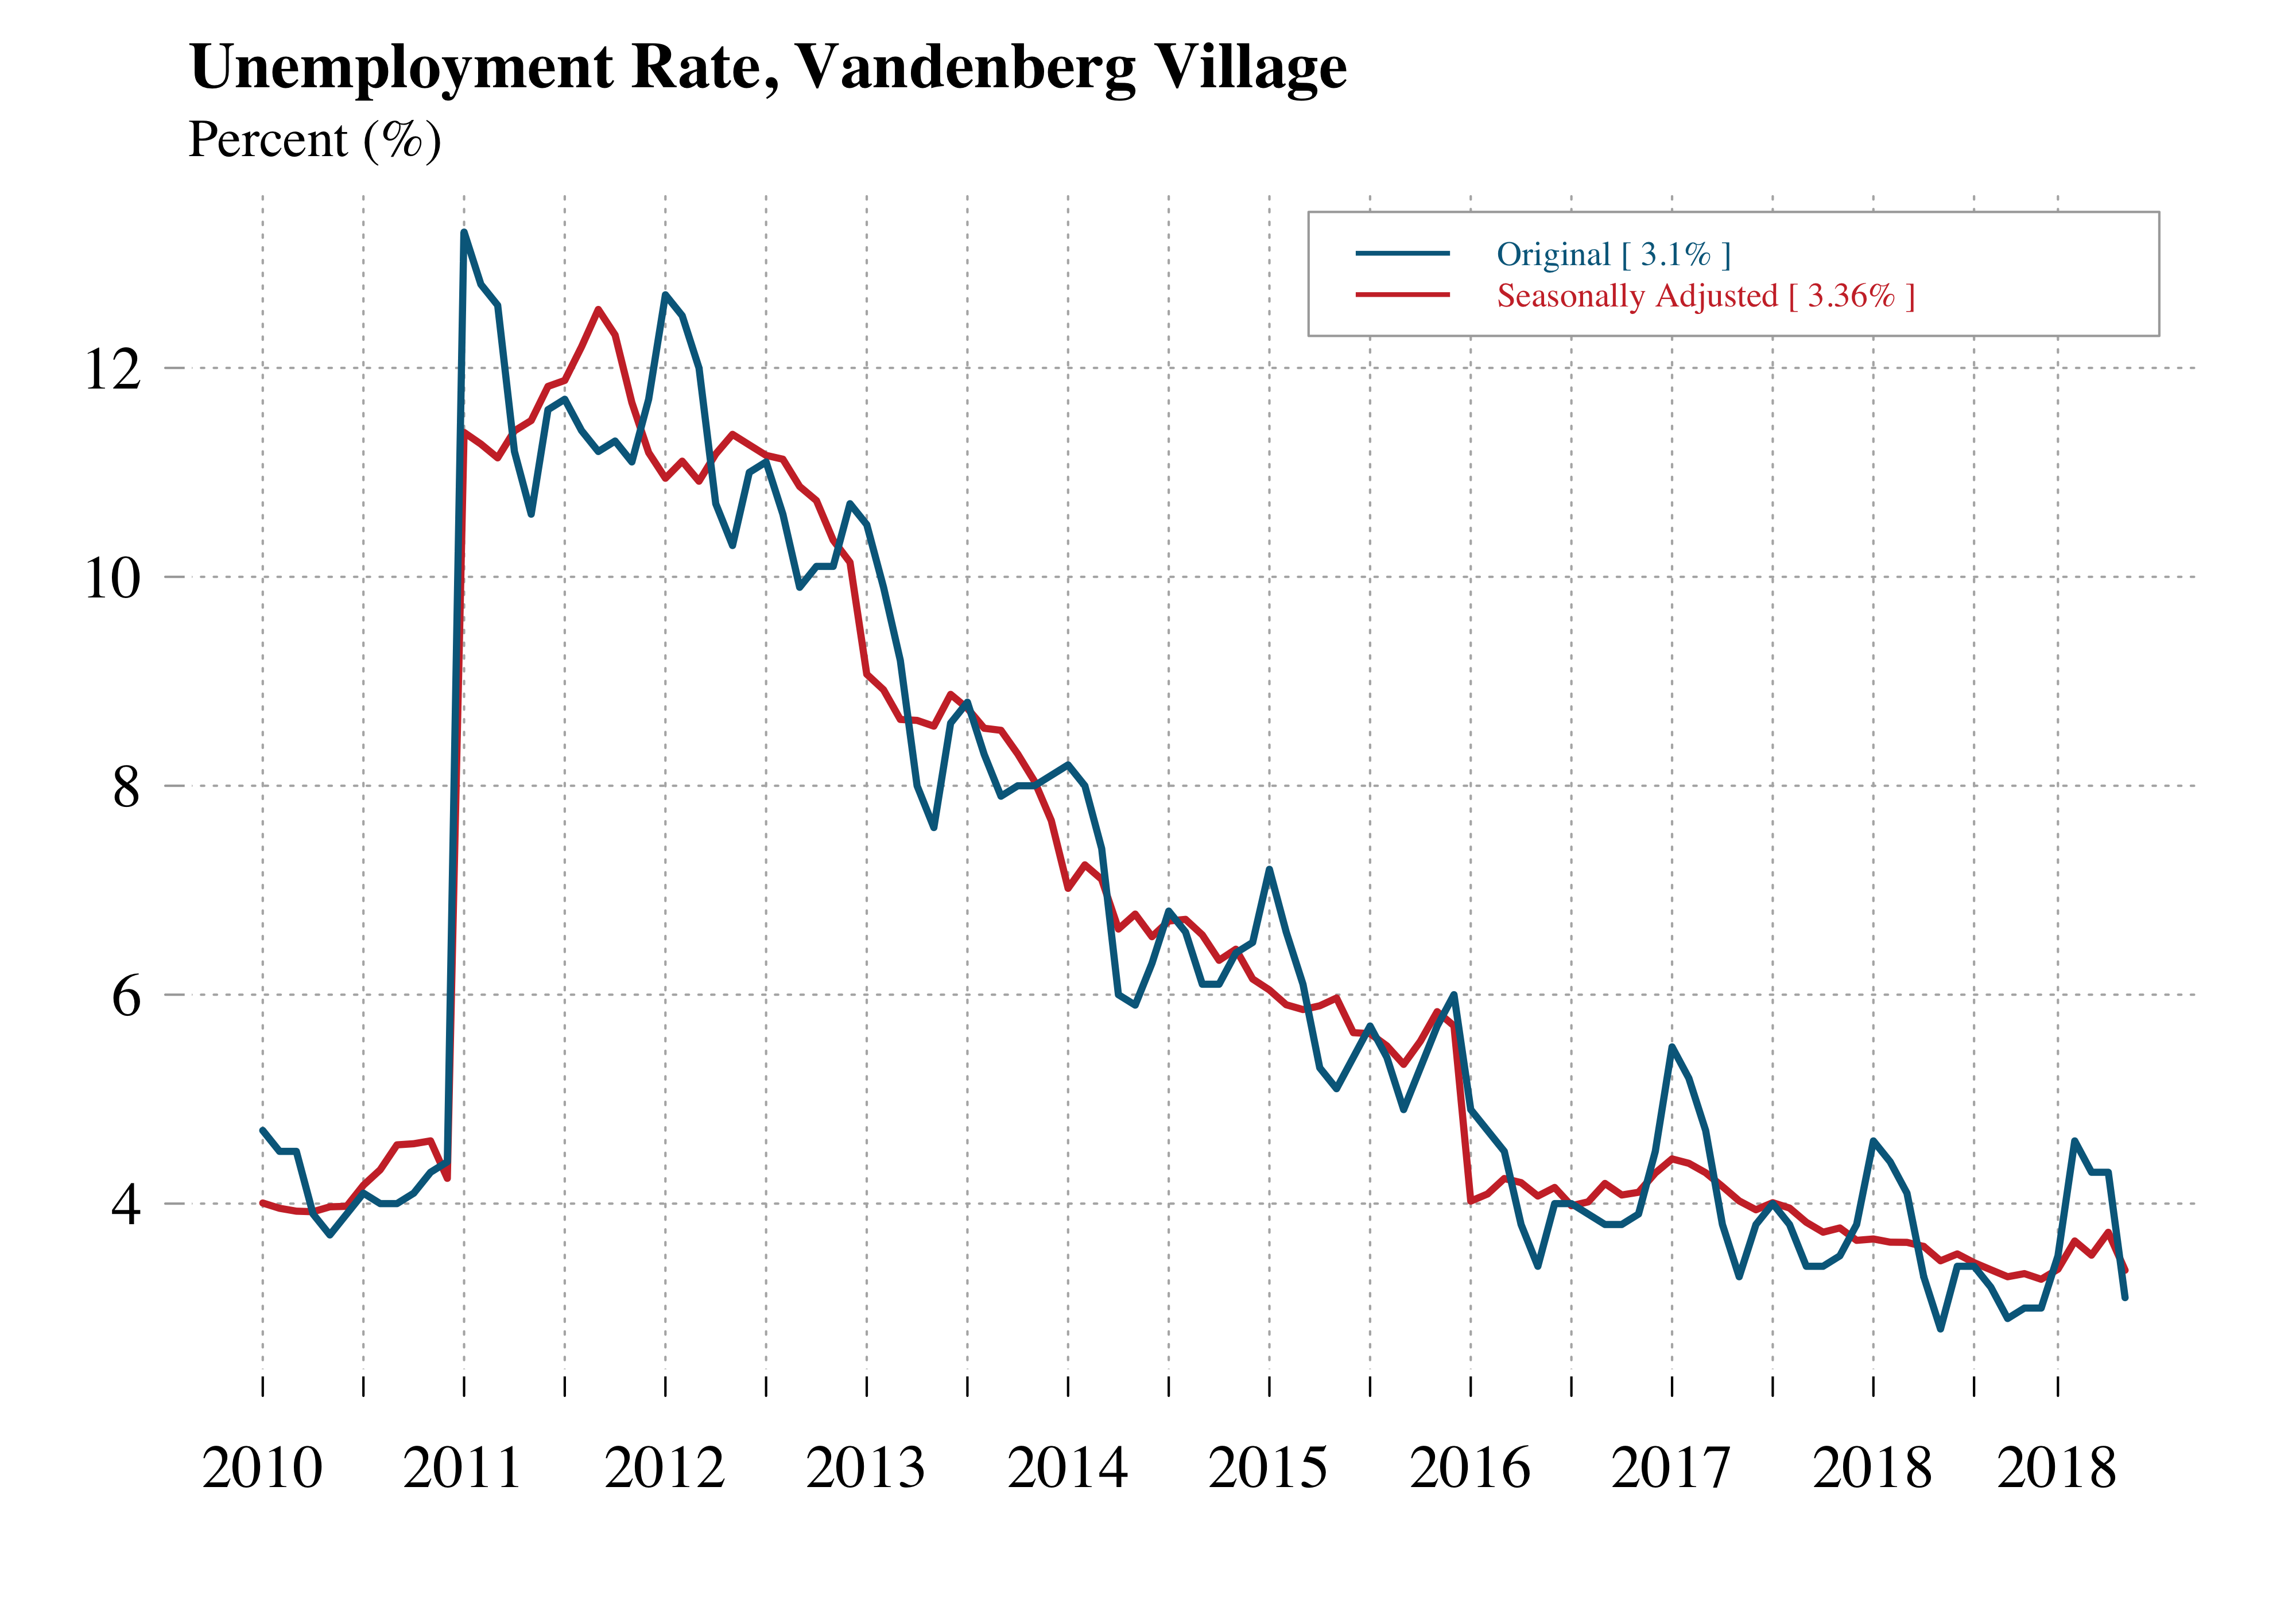 Unemployment Rate, Vandenberg Village
Percent (%)
Original [ 3.1% ]
Seasonally Adjusted [ 3.36% ]
12
10
8
6
4
2010 2011 2012 2013 2014 2015 2016 2017 2018 2018